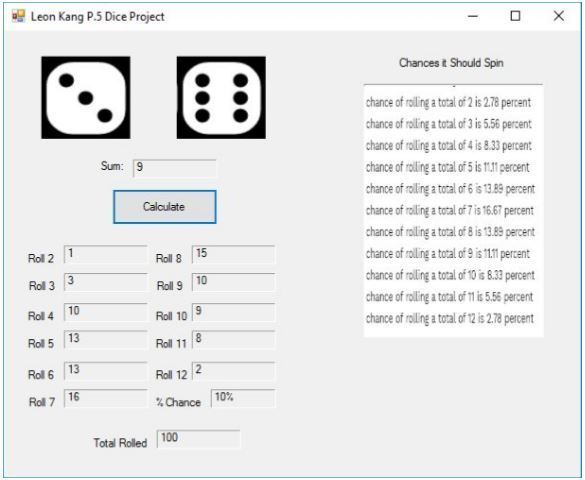 Leon Kang P.5 Dice Project
Chances it Should Spin
chance of rolling a total of 2 is 2.78 percent
chance of rolling a total of 3 is 5.56 percent
chance of rolling a total of 4 is 8.33 percent
chance of rolling a total of 5 is 11.11 percent
chance of rolling a total of 6 is 13.89 percent
chance of rolling a total of 7 is 16.67 percent
chance of rolling a total of 8 is 13.89 percent
chance of rolling a total of 9 is 11.11 percent
chance of rolling a total of 10 is 8.33 percent
chance of rolling a total of 11 is 5.56 percent
chance of rolling a total of 12 is 2.78 percent
Sum: 9
Calculate
Roll 2 1 Roll 8 15
Roll 3 3 Roll 9 10
Roll 4 10 Roll 10 9
Roll 5 13 Roll 11 8
Roll 6 13 Roll 12 2
Roll 7 16 % Chance 10%
Total Rolled 100